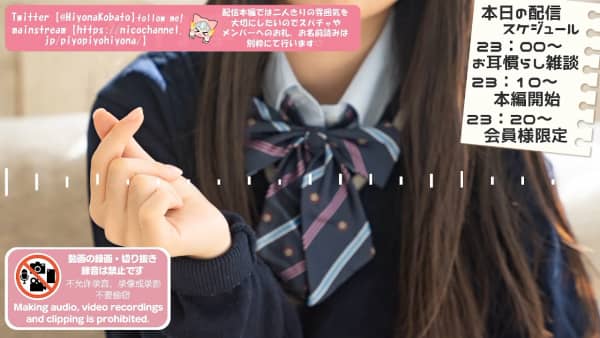 Twitter [@HiyonaKobato]follow me!
mainstream [https://nicochannel.
jp/piyopiyohiyona/]
配信本編では二人きりの雰囲気を
大切にしたいのでスパチャや
メンバーへのお礼、お名前読みは
別枠にて行います♡
本日の配信
スケジュール
23：00～
お耳慣らし雑談
23：10～
本編開始
23：20～
会員様限定
動画の録画・切り抜き
録音は禁止です
不允许录音、录像或录影
不要偷窃
Making audio, video recordings
and clipping is prohibited.